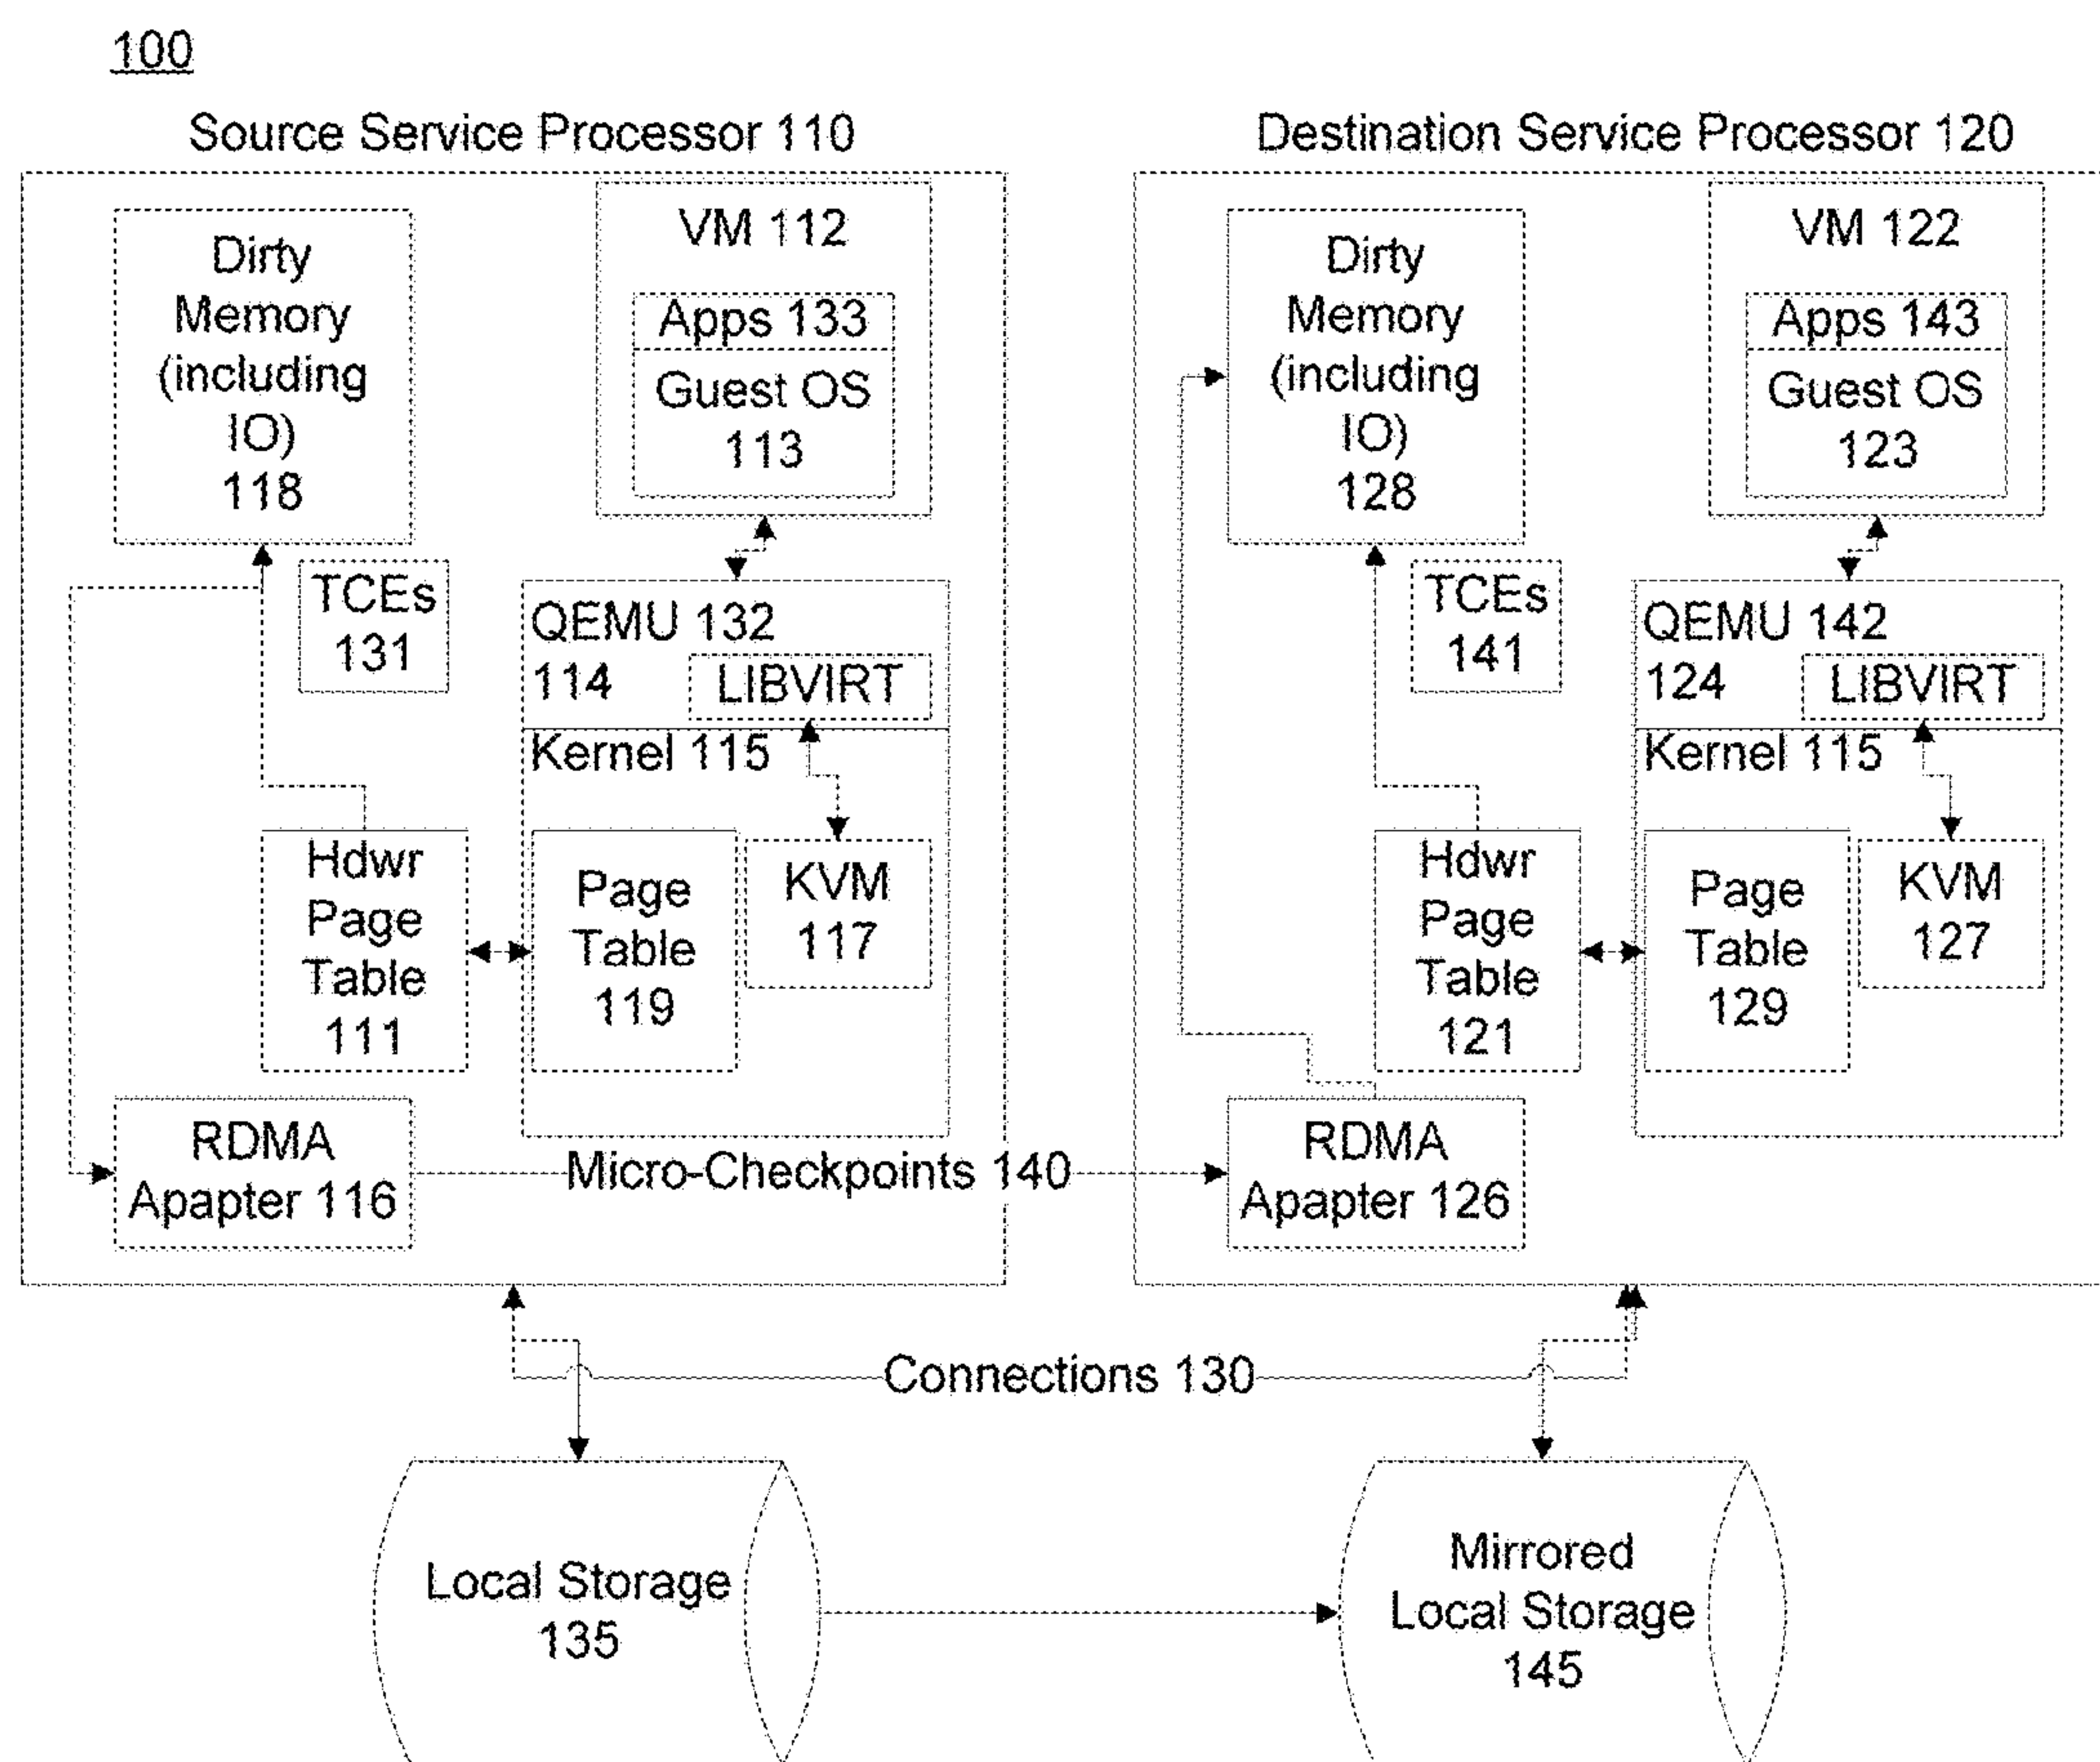 100
Source Service Processor 110
Dirty
Memory
(including
IO)
118
VM 112
Apps 133
Guest OS
113
TCEs
131
QEMU 132
114
LIBVIRT
Kernel 115
Hdwr
Page
Table
111
Page
Table
119
KVM
117
RDMA
Apapter 116
Micro-Checkpoints 140
Destination Service Processor 120
Dirty
Memory
(including
IO)
128
VM 122
Apps 143
Guest OS
123
TCEs
141
QEMU 142
124
LIBVIRT
Kernel 115
Hdwr
Page
Table
121
Page
Table
129
KVM
127
RDMA
Apapter 126
Connections 130
Local Storage
135
Mirrored
Local Storage
145